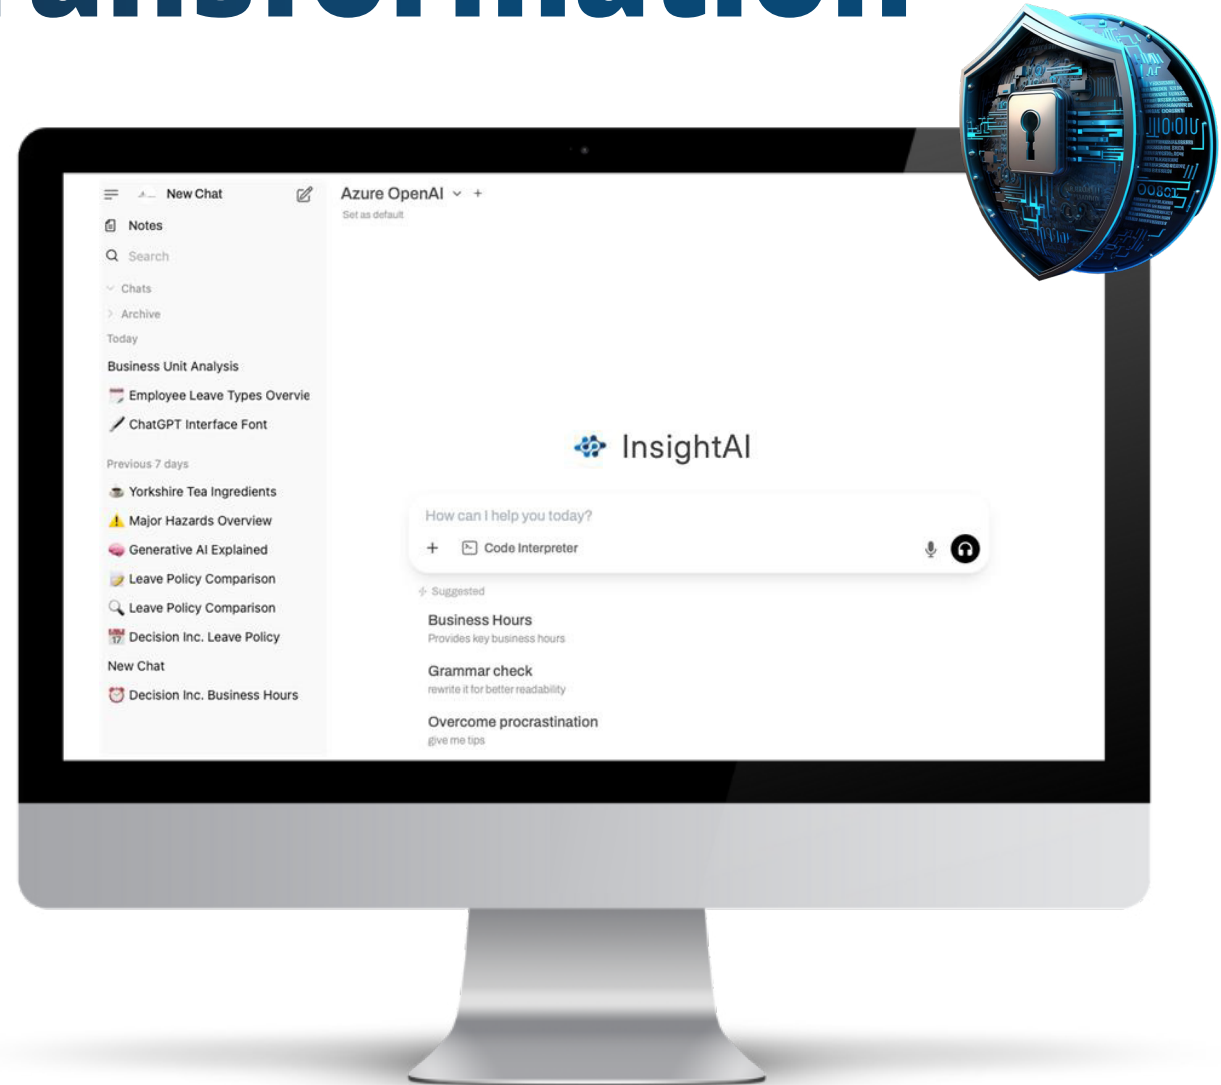 New Chat
Notes
Search
Chats
Archive
Today
Business Unit Analysis
Employee Leave Types Overvie
ChatGPT Interface Font
Previous 7 days
Yorkshire Tea Ingredients
Major Hazards Overview
Generative AI Explained
Leave Policy Comparison
Leave Policy Comparison
Decision Inc. Leave Policy
New Chat
Decision Inc. Business Hours
Azure OpenAI
Set as default
InsightAI
How can I help you today?
Code Interpreter
Suggested
Business Hours
Provides key business hours
Grammar check
rewrite it for better readability
Overcome procrastination
give me tips